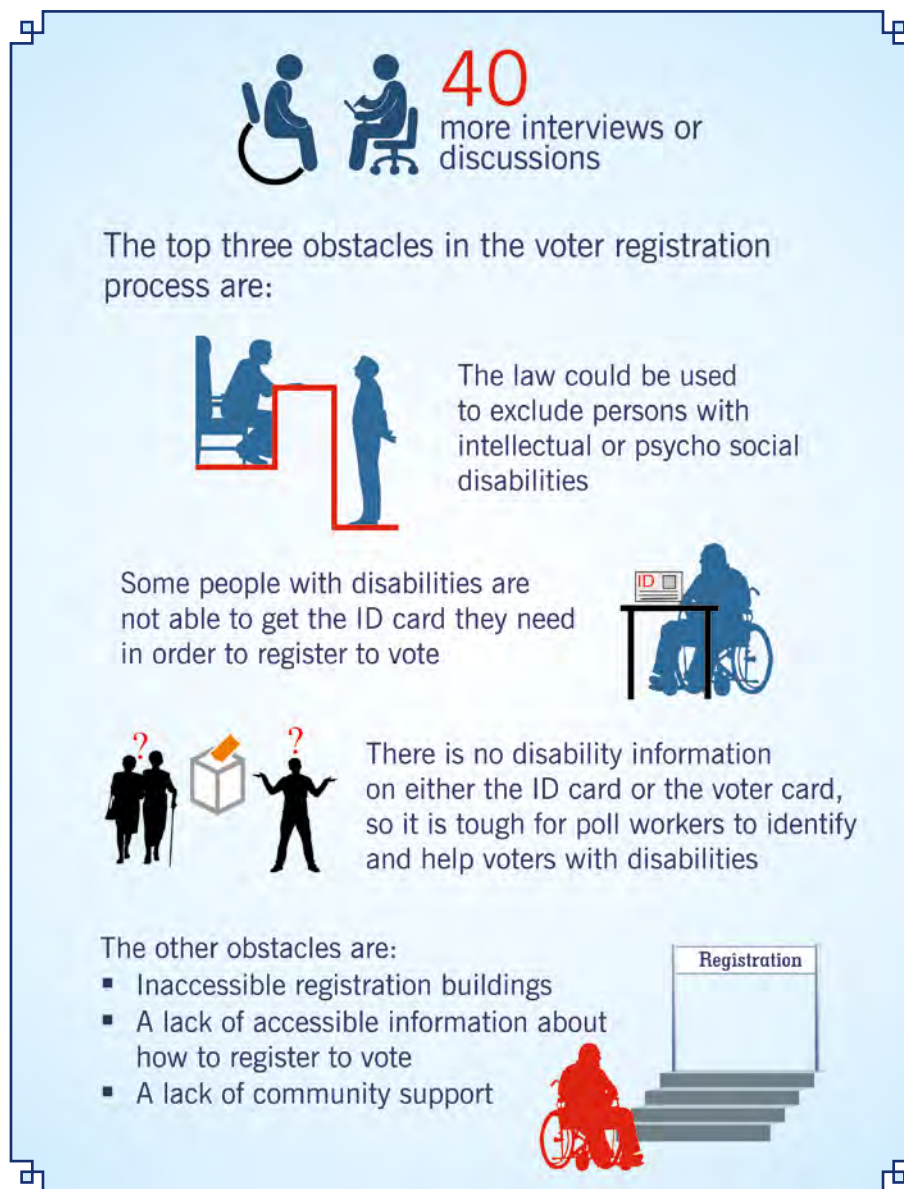 40
more interviews or
discussions
The top three obstacles in the voter registration
process are:
The law could be used
to exclude persons with
intellectual or psycho social
disabilities
Some people with disabilities are
not able to get the ID card they need
in order to register to vote
ID
?
?
There is no disability information
on either the ID card or the voter card,
so it is tough for poll workers to identify
and help voters with disabilities
The other obstacles are:
▪ Inaccessible registration buildings
▪ A lack of accessible information about
how to register to vote
▪ A lack of community support
Registration